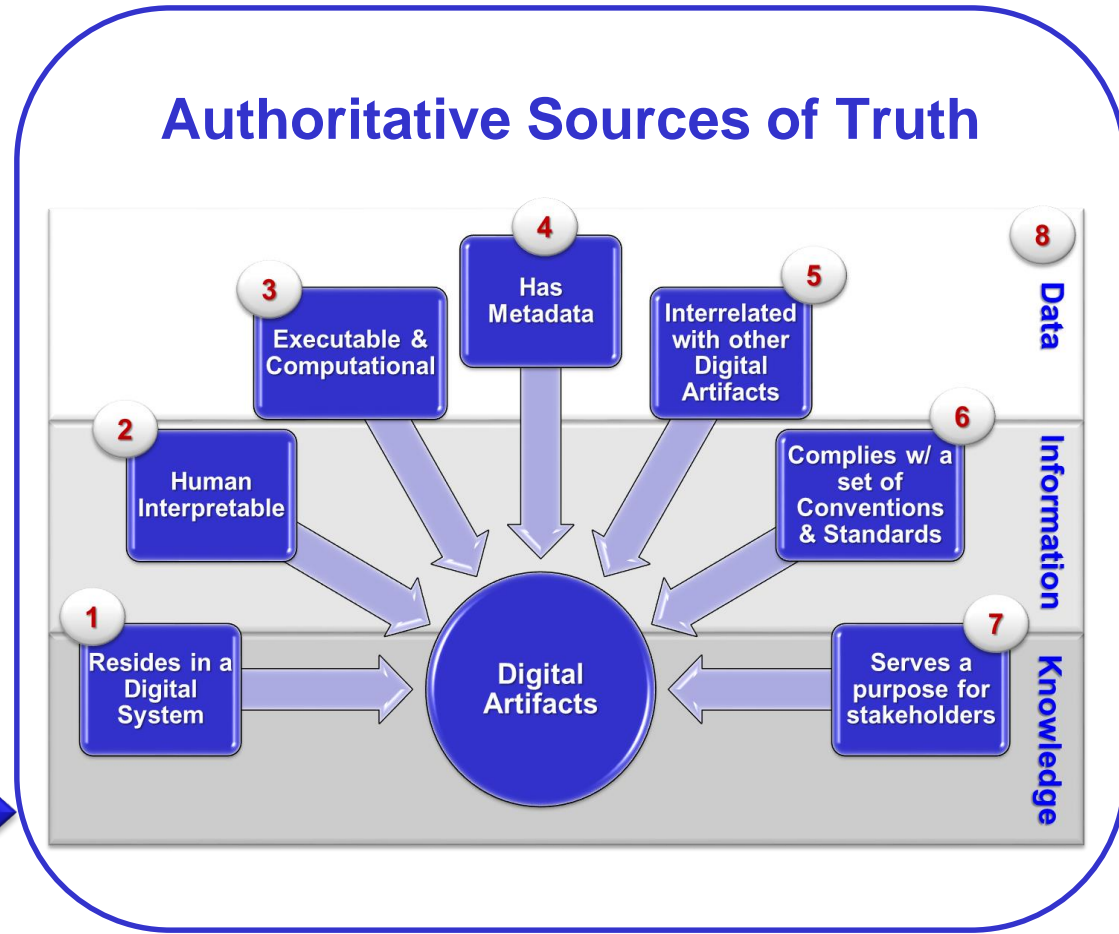 Authoritative Sources of Truth
1
Resides in a
Digital
System
2
Human
Interpretable
3
Executable &
Computational
4
Has
Metadata
5
Interrelated
with other
Digital
Artifacts
6
Complies w/ a
set of
Conventions
& Standards
7
Serves a
purpose for
stakeholders
8
Data
Information
Knowledge
Digital
Artifacts